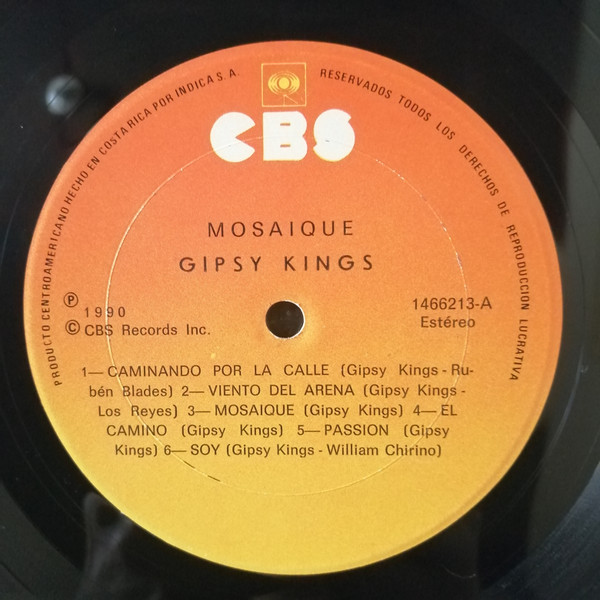 PRODUCTO CENTROAMERICANO HECHO EN COSTA RICA POR INDICA S.A.
RESERVADOS TODOS LOS DERECHOS DE REPRODUCCION LUCRATIVA
CBS
MOSAIQUE
GIPSY KINGS
Ⓟ 1990
© CBS Records Inc.
1466213-A
Estéreo
1—CAMINANDO POR LA CALLE (Gipsy Kings-Ru-
bén Blades) 2—VIENTO DEL ARENA (Gipsy Kings-
Los Reyes) 3—MOSAIQUE (Gipsy Kings) 4—EL
CAMINO (Gipsy Kings) 5—PASSION (Gipsy
Kings) 6—SOY (Gipsy Kings-William Chirino)